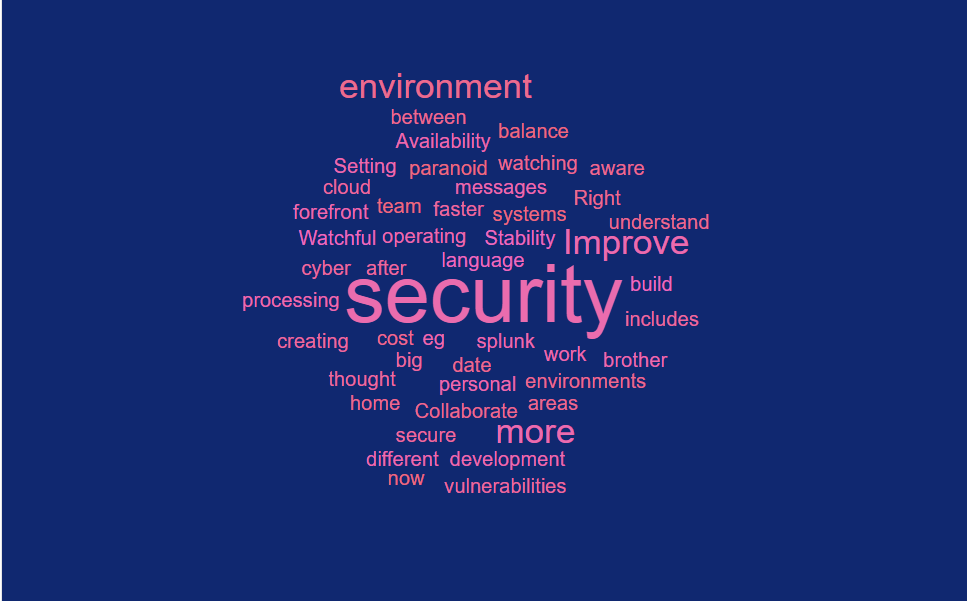 environment
between
balance
Availability
Setting paranoid watching aware
cloud messages
Right
forefront team faster systems
understand
Watchful operating Stability Improve
language
cyber after
security build
processing
includes
creating cost eg splunk
work brother
big date
thought personal environments
home Collaborate areas
secure more
different development
now vulnerabilities